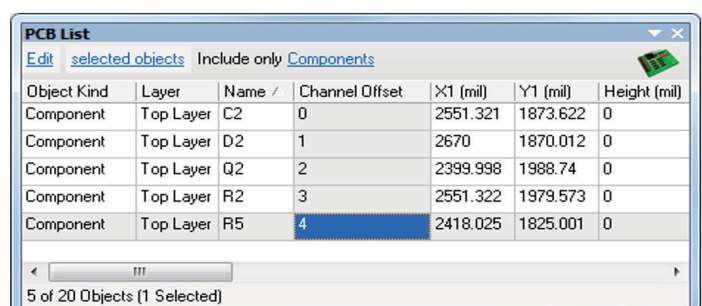 PCB List
Edit selected objects Include only Components
Object Kind Layer Name Channel Offset X1 (mil) Y1 (mil) Height (mil)
Component Top Layer C2 0 2551.321 1873.622 0
Component Top Layer D2 1 2670 1870.012 0
Component Top Layer Q2 2 2399.998 1988.74 0
Component Top Layer R2 3 2551.322 1979.573 0
Component Top Layer R5 4 2418.025 1825.001 0
5 of 20 Objects (1 Selected)